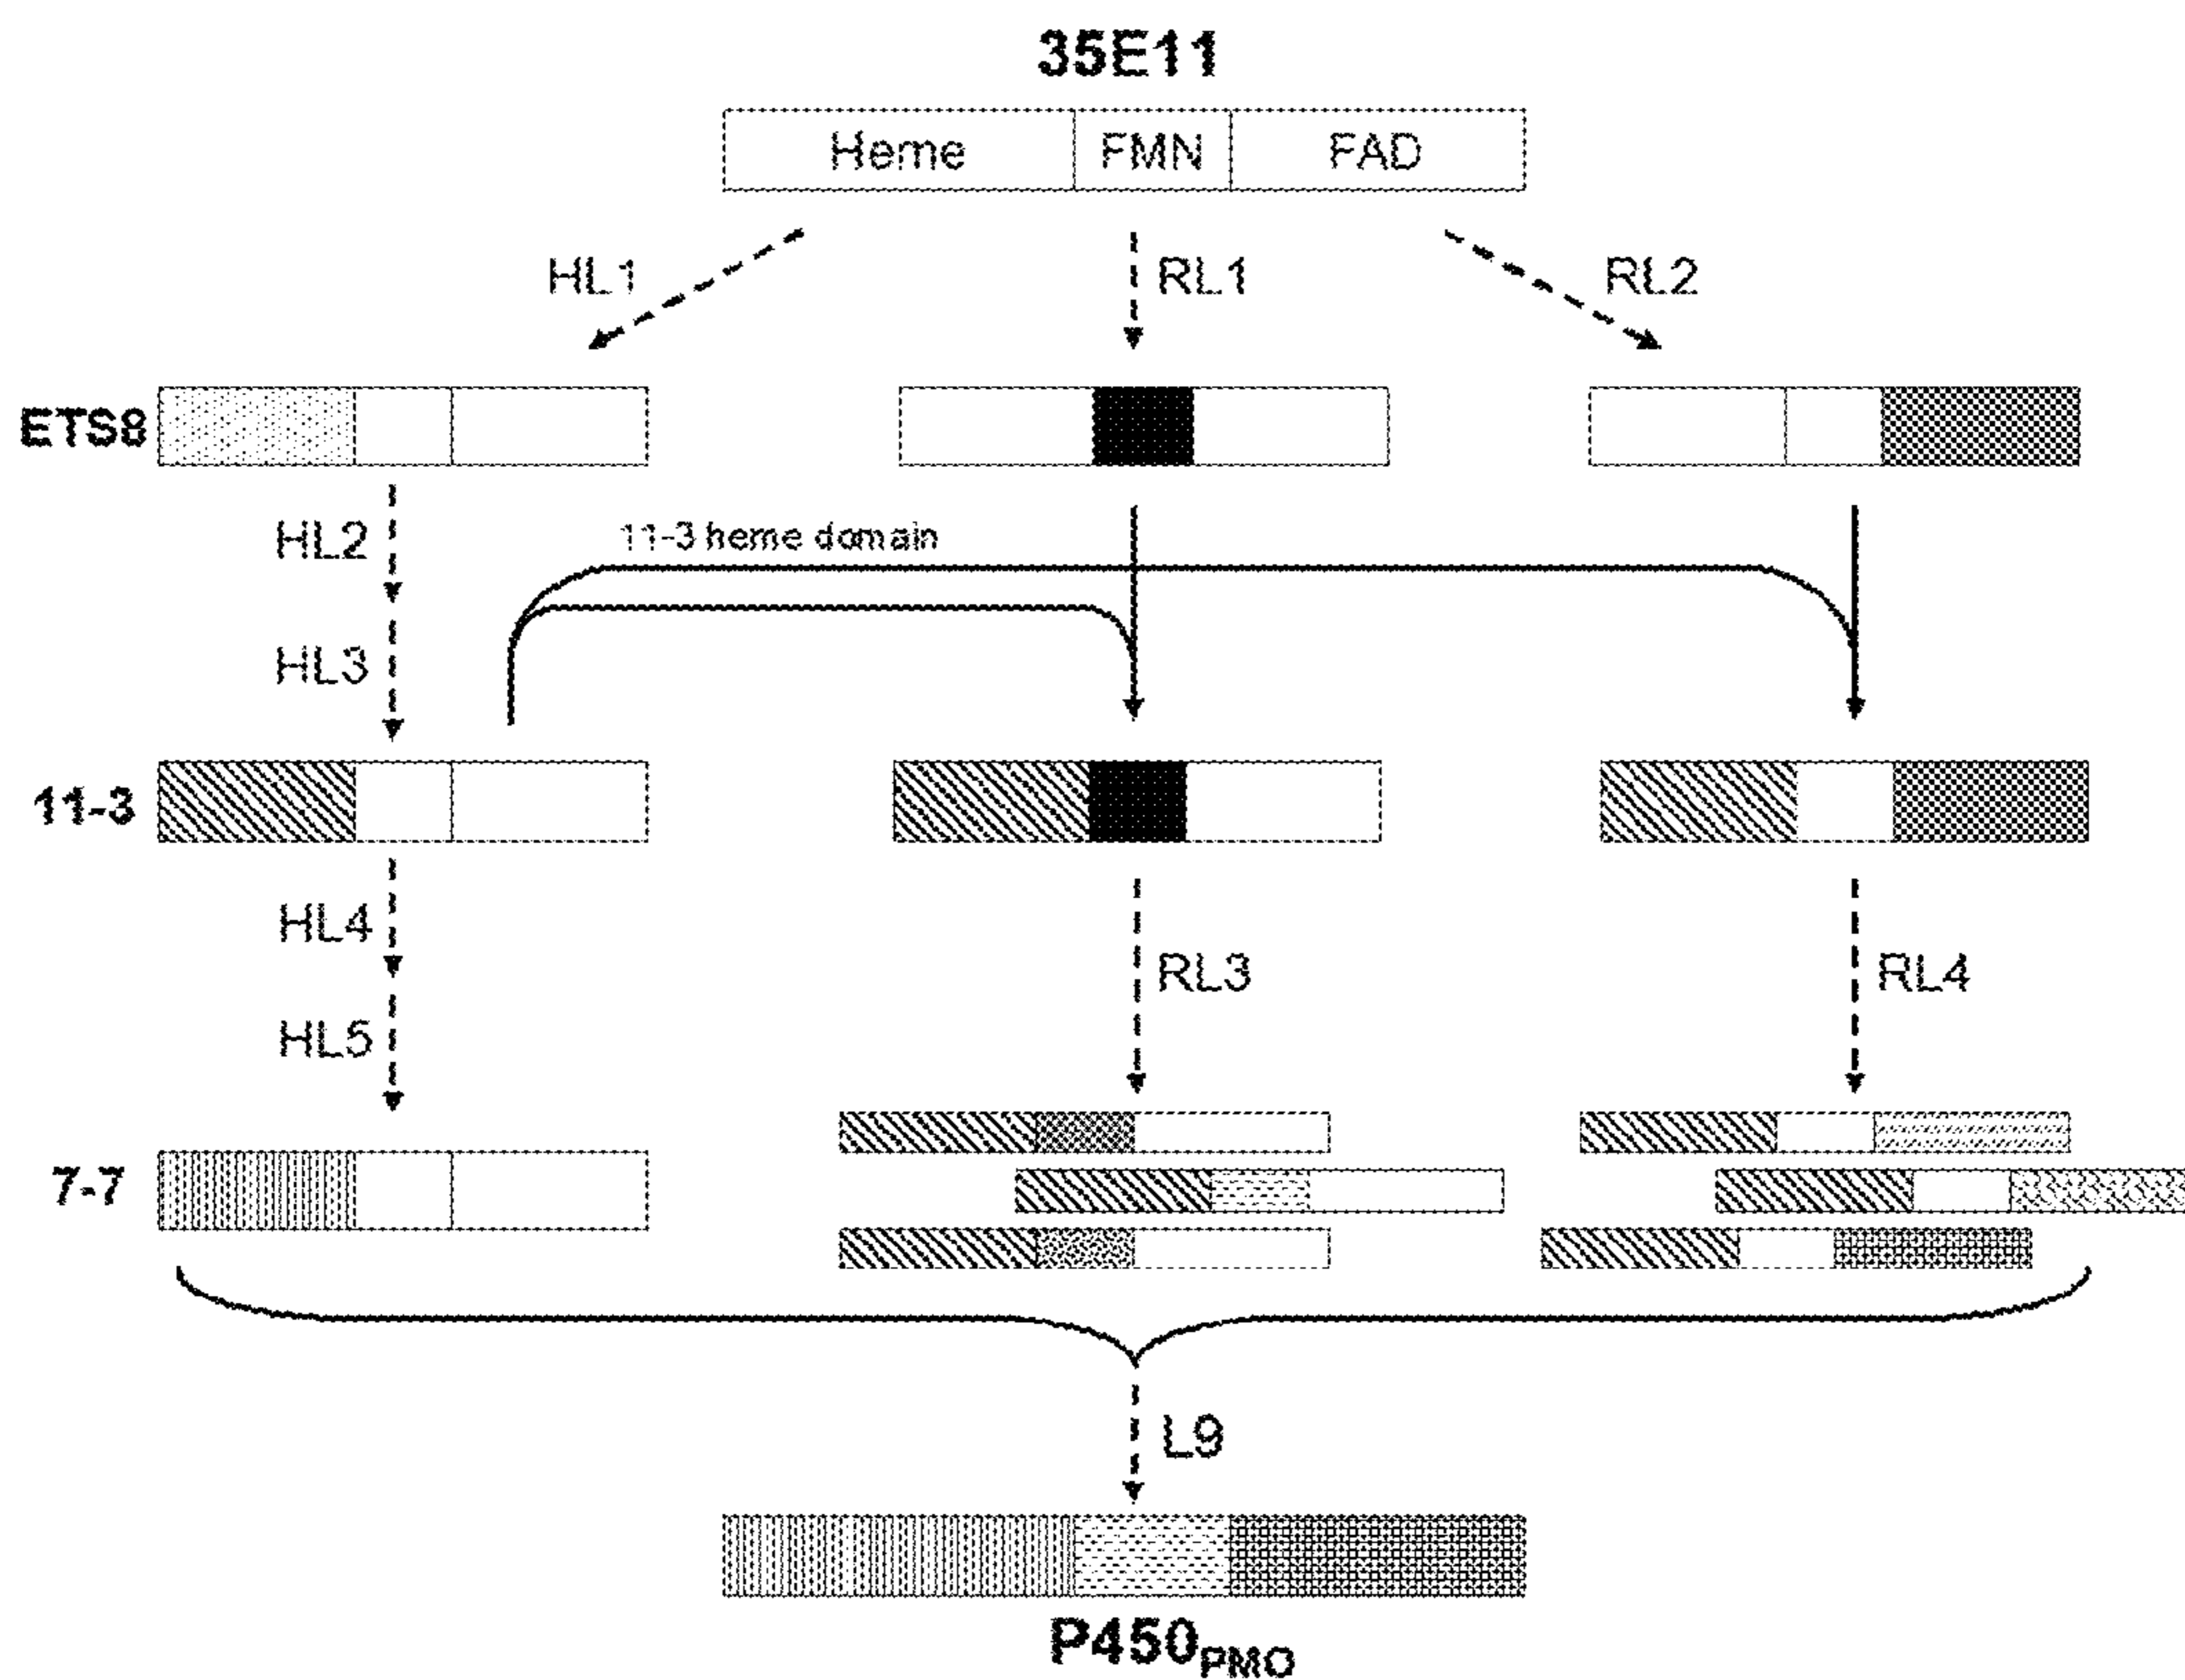 35E11
Heme FMN FAD
HL1 RL1 RL2
ETS8
HL2
11-3 heme domain
HL3
11-3
HL4
RL3 RL4
HL5
7-7
L9
P450PMO